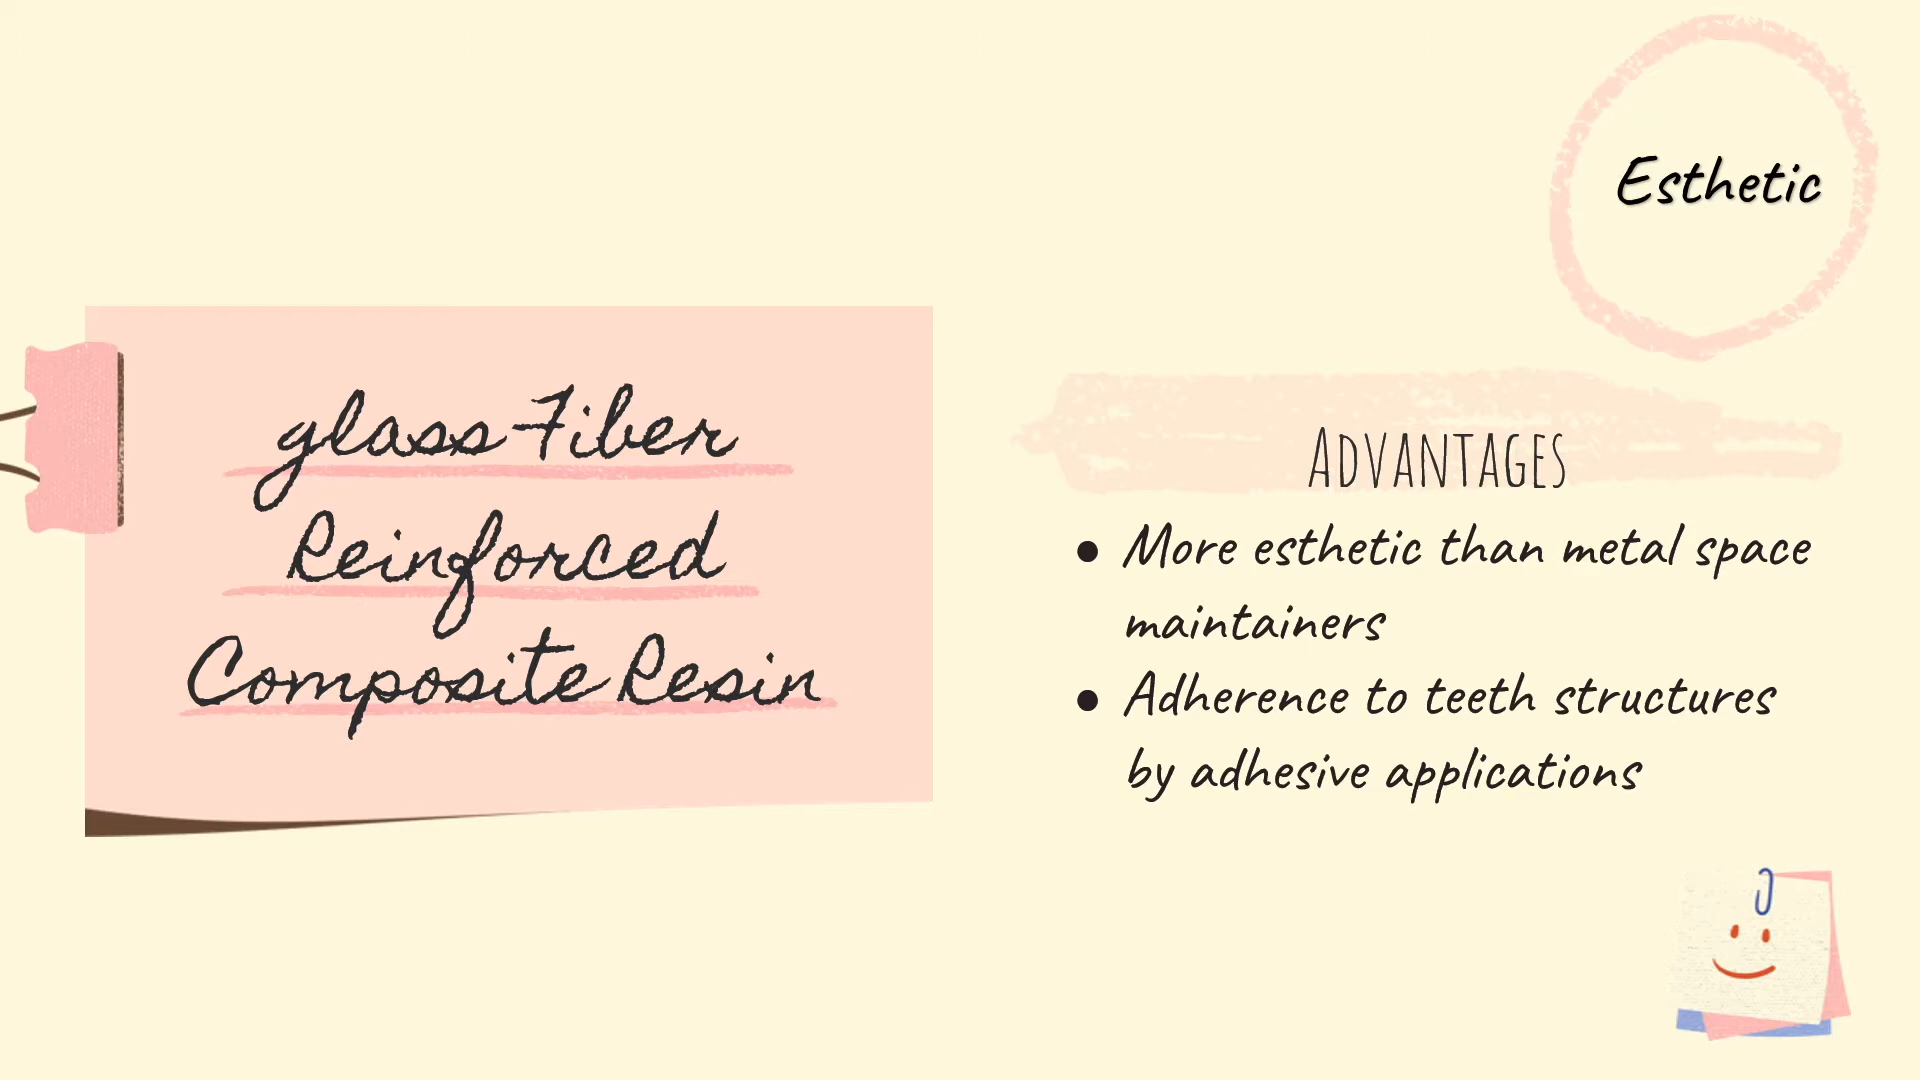 Esthetic
glass Fiber
Reinforced
Composite Resin
ADVANTAGES
● More esthetic than metal space
maintainers
● Adherence to teeth structures
by adhesive applications